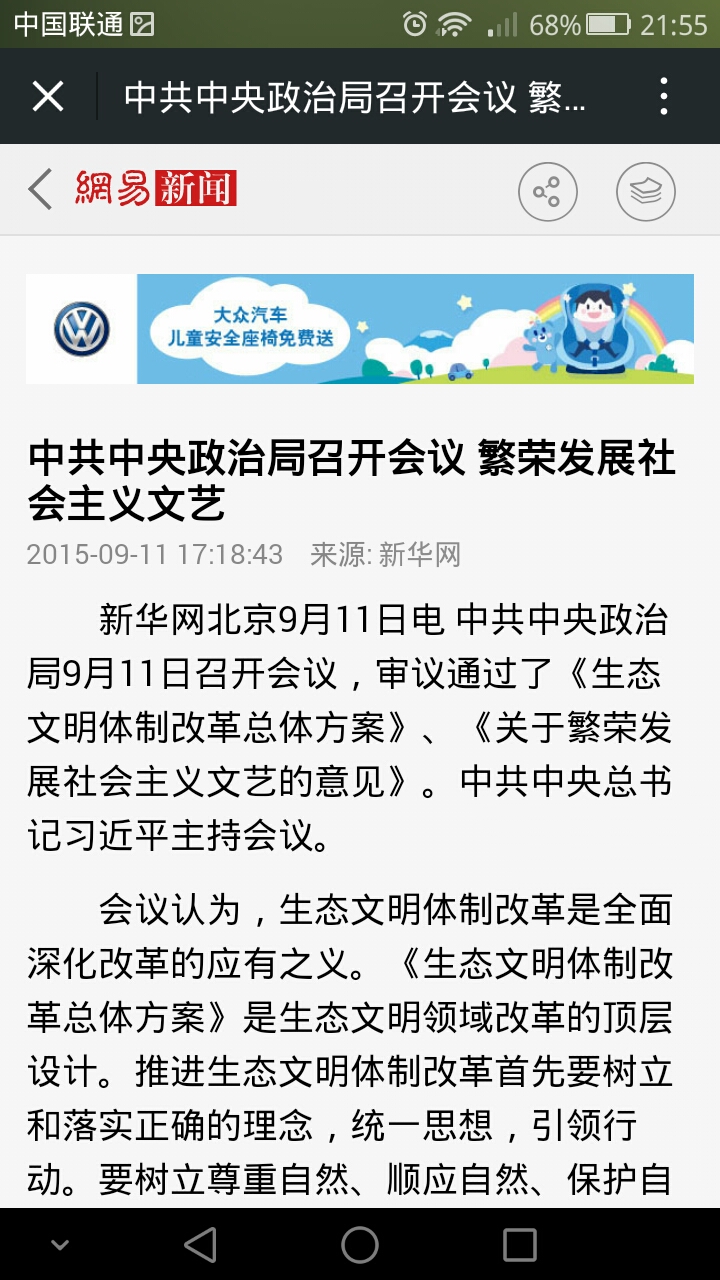 中国联通
68%
21:55
中共中央政治局召开会议 繁...
網易新闻
大众汽车
儿童安全座椅免费送
中共中央政治局召开会议 繁荣发展社
会主义文艺
2015-09-11 17:18:43 来源: 新华网
新华网北京9月11日电 中共中央政治
局9月11日召开会议，审议通过了《生态
文明体制改革总体方案》、《关于繁荣发
展社会主义文艺的意见》。中共中央总书
记习近平主持会议。
会议认为，生态文明体制改革是全面
深化改革的应有之义。《生态文明体制改
革总体方案》是生态文明领域改革的顶层
设计。推进生态文明体制改革首先要树立
和落实正确的理念，统一思想，引领行
动。要树立尊重自然、顺应自然、保护自